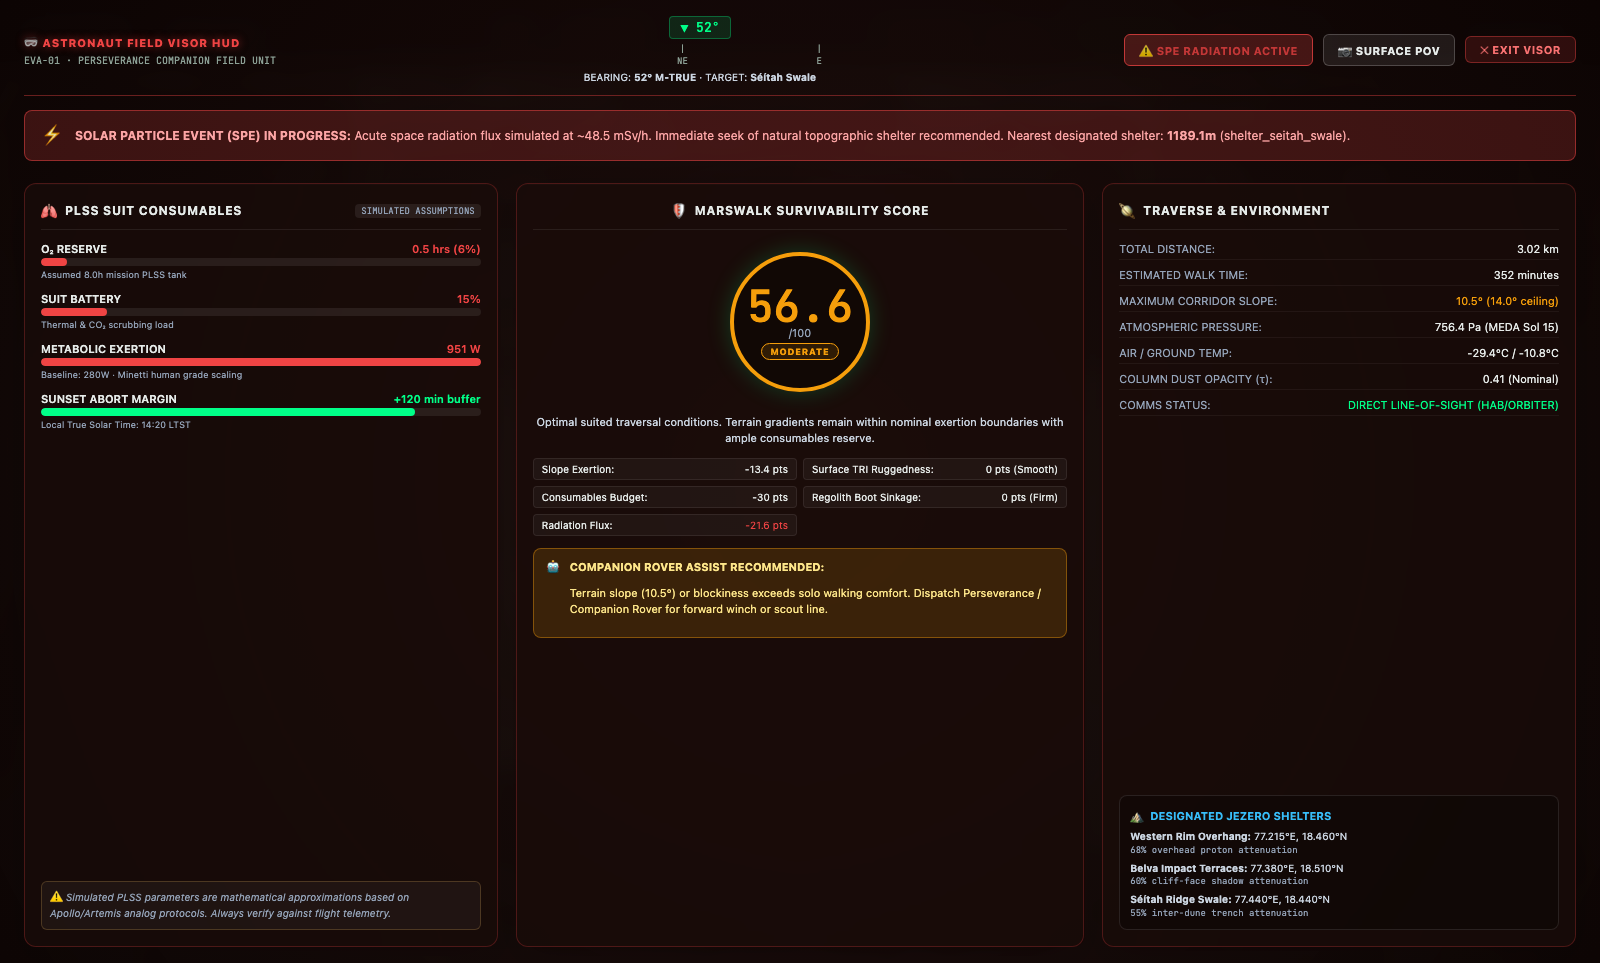 ASTRONAUT FIELD VISOR HUD
EVA-01 · PERSEVERANCE COMPANION FIELD UNIT
▼ 52°
NE
E
BEARING: 52° M-TRUE · TARGET: Séítah Swale
⚠ SPE RADIATION ACTIVE
SURFACE POV
✕ EXIT VISOR
SOLAR PARTICLE EVENT (SPE) IN PROGRESS: Acute space radiation flux simulated at ~48.5 mSv/h. Immediate seek of natural topographic shelter recommended. Nearest designated shelter: 1189.1m (shelter_seitah_swale).
PLSS SUIT CONSUMABLES
SIMULATED ASSUMPTIONS
O₂ RESERVE
0.5 hrs (6%)
Assumed 8.0h mission PLSS tank
SUIT BATTERY
15%
Thermal & CO₂ scrubbing load
METABOLIC EXERTION
951 W
Baseline: 280W · Minetti human grade scaling
SUNSET ABORT MARGIN
+120 min buffer
Local True Solar Time: 14:20 LTST
⚠ Simulated PLSS parameters are mathematical approximations based on
Apollo/Artemis analog protocols. Always verify against flight telemetry.
MARSWALK SURVIVABILITY SCORE
56.6
/100
MODERATE
Optimal suited traversal conditions. Terrain gradients remain within nominal exertion boundaries with
ample consumables reserve.
Slope Exertion: -13.4 pts
Surface TRI Ruggedness: 0 pts (Smooth)
Consumables Budget: -30 pts
Regolith Boot Sinkage: 0 pts (Firm)
Radiation Flux: -21.6 pts
COMPANION ROVER ASSIST RECOMMENDED:
Terrain slope (10.5°) or blockiness exceeds solo walking comfort. Dispatch Perseverance /
Companion Rover for forward winch or scout line.
TRAVERSE & ENVIRONMENT
TOTAL DISTANCE: 3.02 km
ESTIMATED WALK TIME: 352 minutes
MAXIMUM CORRIDOR SLOPE: 10.5° (14.0° ceiling)
ATMOSPHERIC PRESSURE: 756.4 Pa (MEDA Sol 15)
AIR / GROUND TEMP: -29.4°C / -10.8°C
COLUMN DUST OPACITY (τ): 0.41 (Nominal)
COMMS STATUS: DIRECT LINE-OF-SIGHT (HAB/ORBITER)
DESIGNATED JEZERO SHELTERS
Western Rim Overhang: 77.215°E, 18.460°N
68% overhead proton attenuation
Belva Impact Terraces: 77.380°E, 18.510°N
60% cliff-face shadow attenuation
Séítah Ridge Swale: 77.440°E, 18.440°N
55% inter-dune trench attenuation